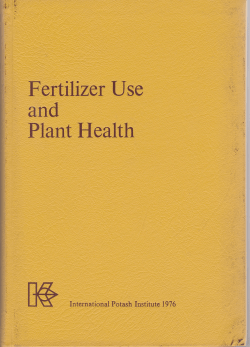 Fertilizer Use
and
Plant Health
International Potash Institute 1976